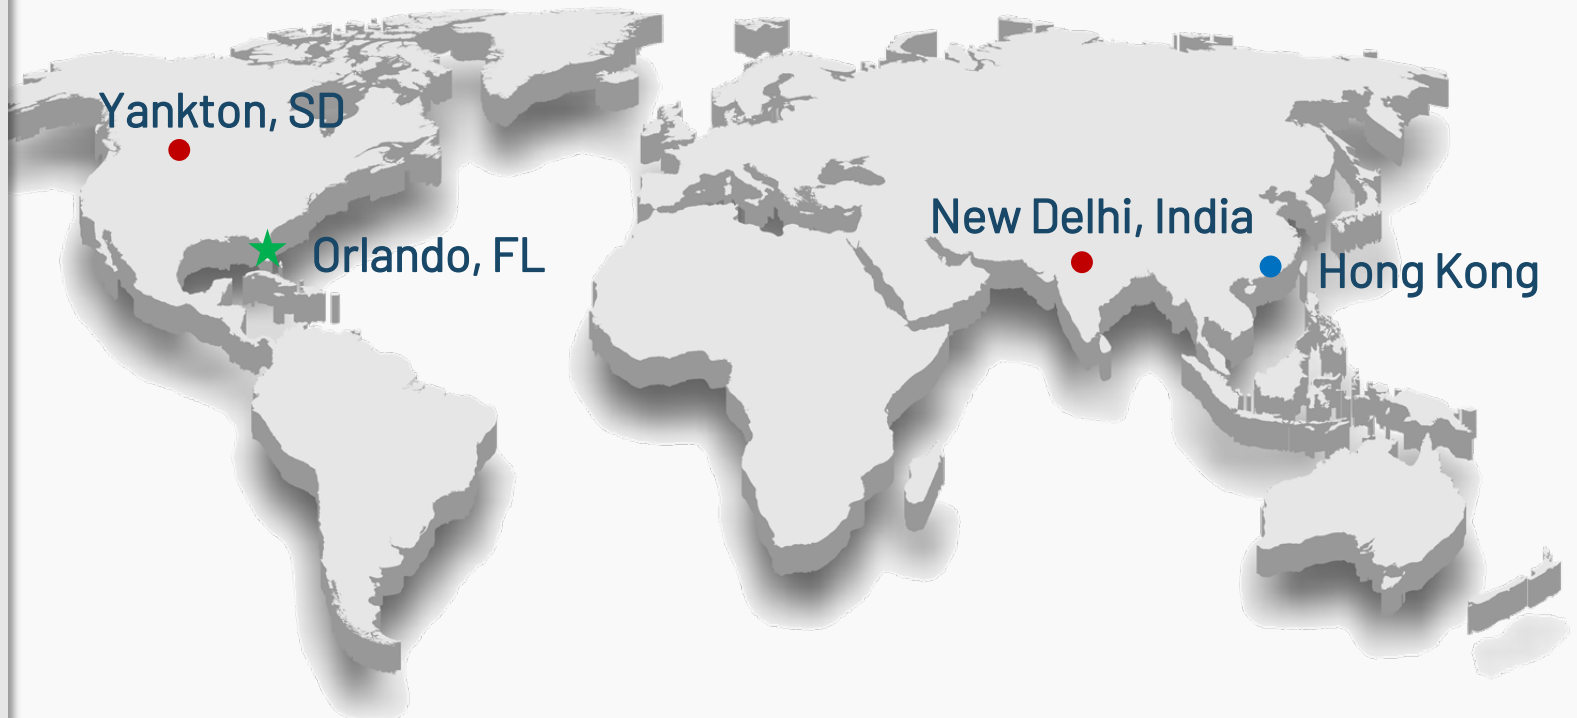 Yankton, SD
New Delhi, India
Orlando, FL
Hong Kong